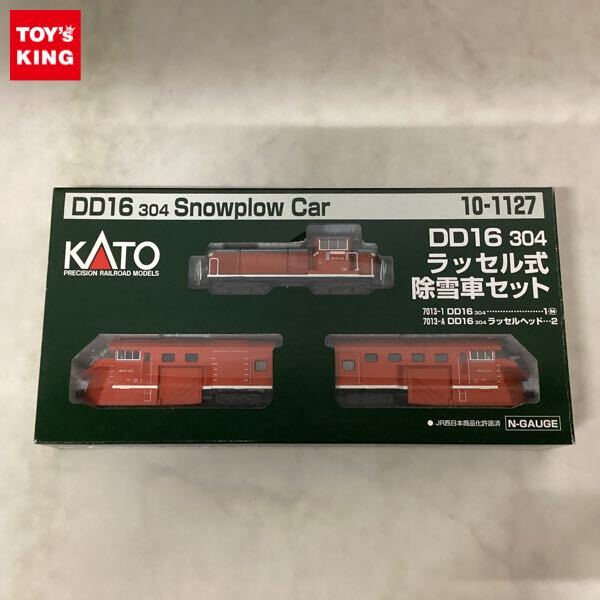 TOY's
KING
DD16 304 Snowplow Car
10-1127
KATO
PRECISION RAILROAD MODELS
DD16 304
ラッセル式
除雪車セット
7013-1 DD16 304 ···················1Ⓜ
7013-A DD16 304 ラッセルヘッド···2
●JR西日本商品化許諾済
N-GAUGE